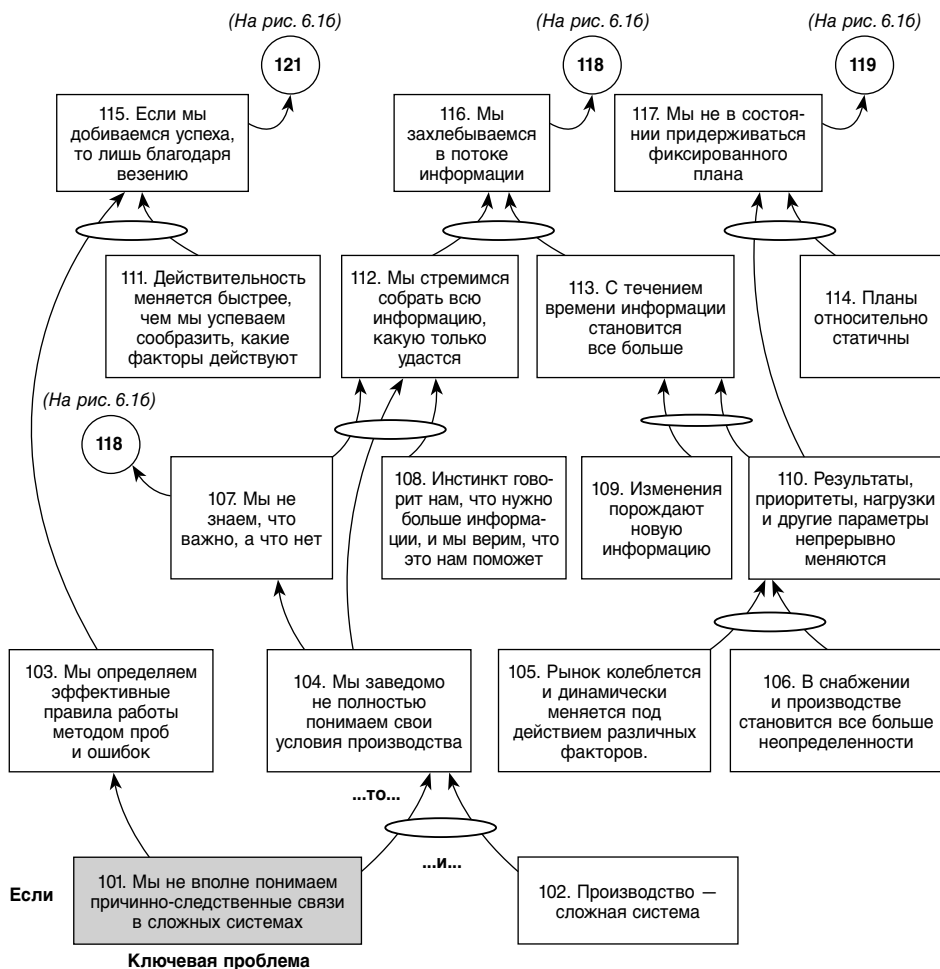 (На рис. 6.1б)
121
(На рис. 6.1б)
118
(На рис. 6.1б)
119
115. Если мы
добиваемся успеха,
то лишь благодаря
везению
116. Мы
захлебываемся
в потоке
информации
117. Мы не в состоя-
нии придерживаться
фиксированного
плана
111. Действительность
меняется быстрее,
чем мы успеваем
сообразить, какие
факторы действуют
112. Мы стремимся
собрать всю
информацию,
какую только
удастся
113. С течением
времени информации
становится
все больше
114. Планы
относительно
статичны
(На рис. 6.1б)
118
107. Мы не
знаем, что
важно, а что нет
108. Инстинкт гово-
рит нам, что нужно
больше информа-
ции, и мы верим, что
это нам поможет
109. Изменения
порождают
новую
информацию
110. Результаты,
приоритеты, нагрузки
и другие параметры
непрерывно
меняются
103. Мы определяем
эффективные
правила работы
методом проб
и ошибок
104. Мы заведомо
не полностью
понимаем свои
условия производства
105. Рынок колеблется
и динамически
меняется под
действием различных
факторов.
106. В снабжении
и производстве
становится все больше
неопределенности
...то...
...и...
Если
101. Мы не вполне понимаем
причинно-следственные связи
в сложных системах
102. Производство —
сложная система
Ключевая проблема